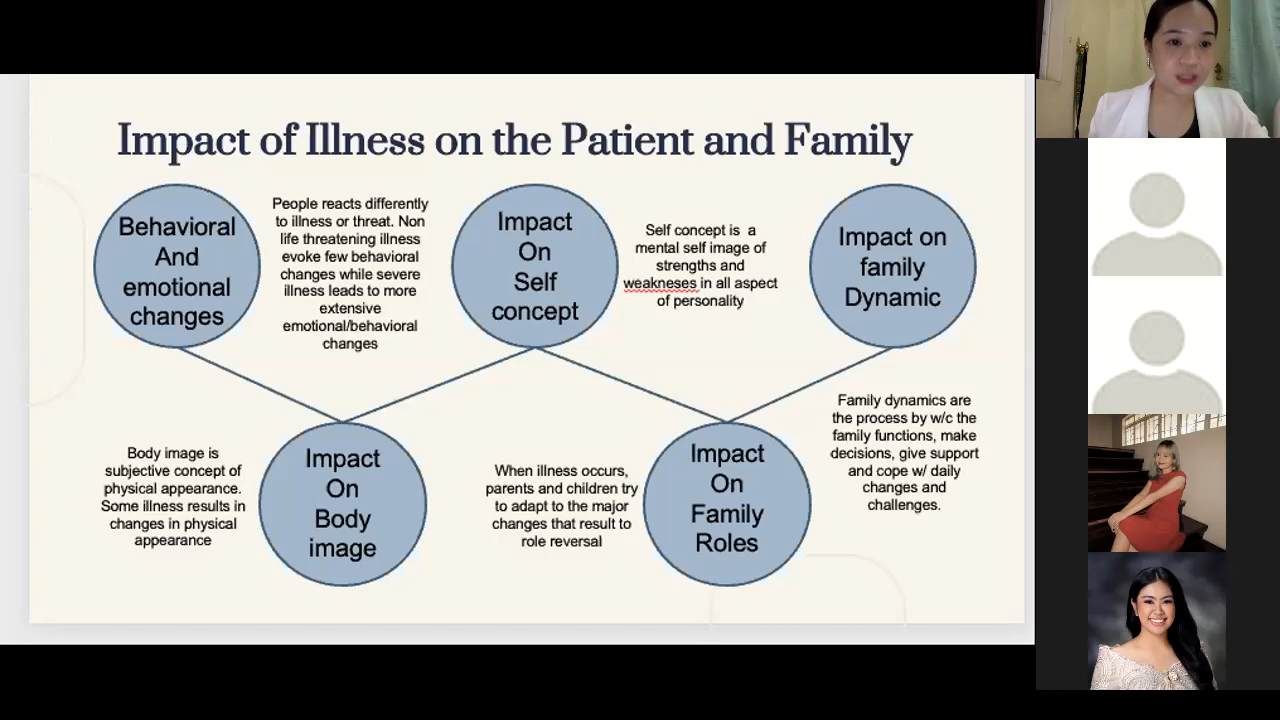 Impact of Illness on the Patient and Family
Behavioral
And
emotional
changes
People reacts differently
to illness or threat. Non
life threatening illness
evoke few behavioral
changes while severe
illness leads to more
extensive
emotional/behavioral
changes
Impact
On
Self
concept
Self concept is  a
mental self image of
strengths and
weakneses in all aspect
of personality
Impact on
family
Dynamic
Body image is
subjective concept of
physical appearance.
Some illness results in
changes in physical
appearance
Impact
On
Body
image
When illness occurs,
parents and children try
to adapt to the major
changes that result to
role reversal
Impact
On
Family
Roles
Family dynamics are
the process by w/c the
family functions, make
decisions, give support
and cope w/ daily
changes and
challenges.